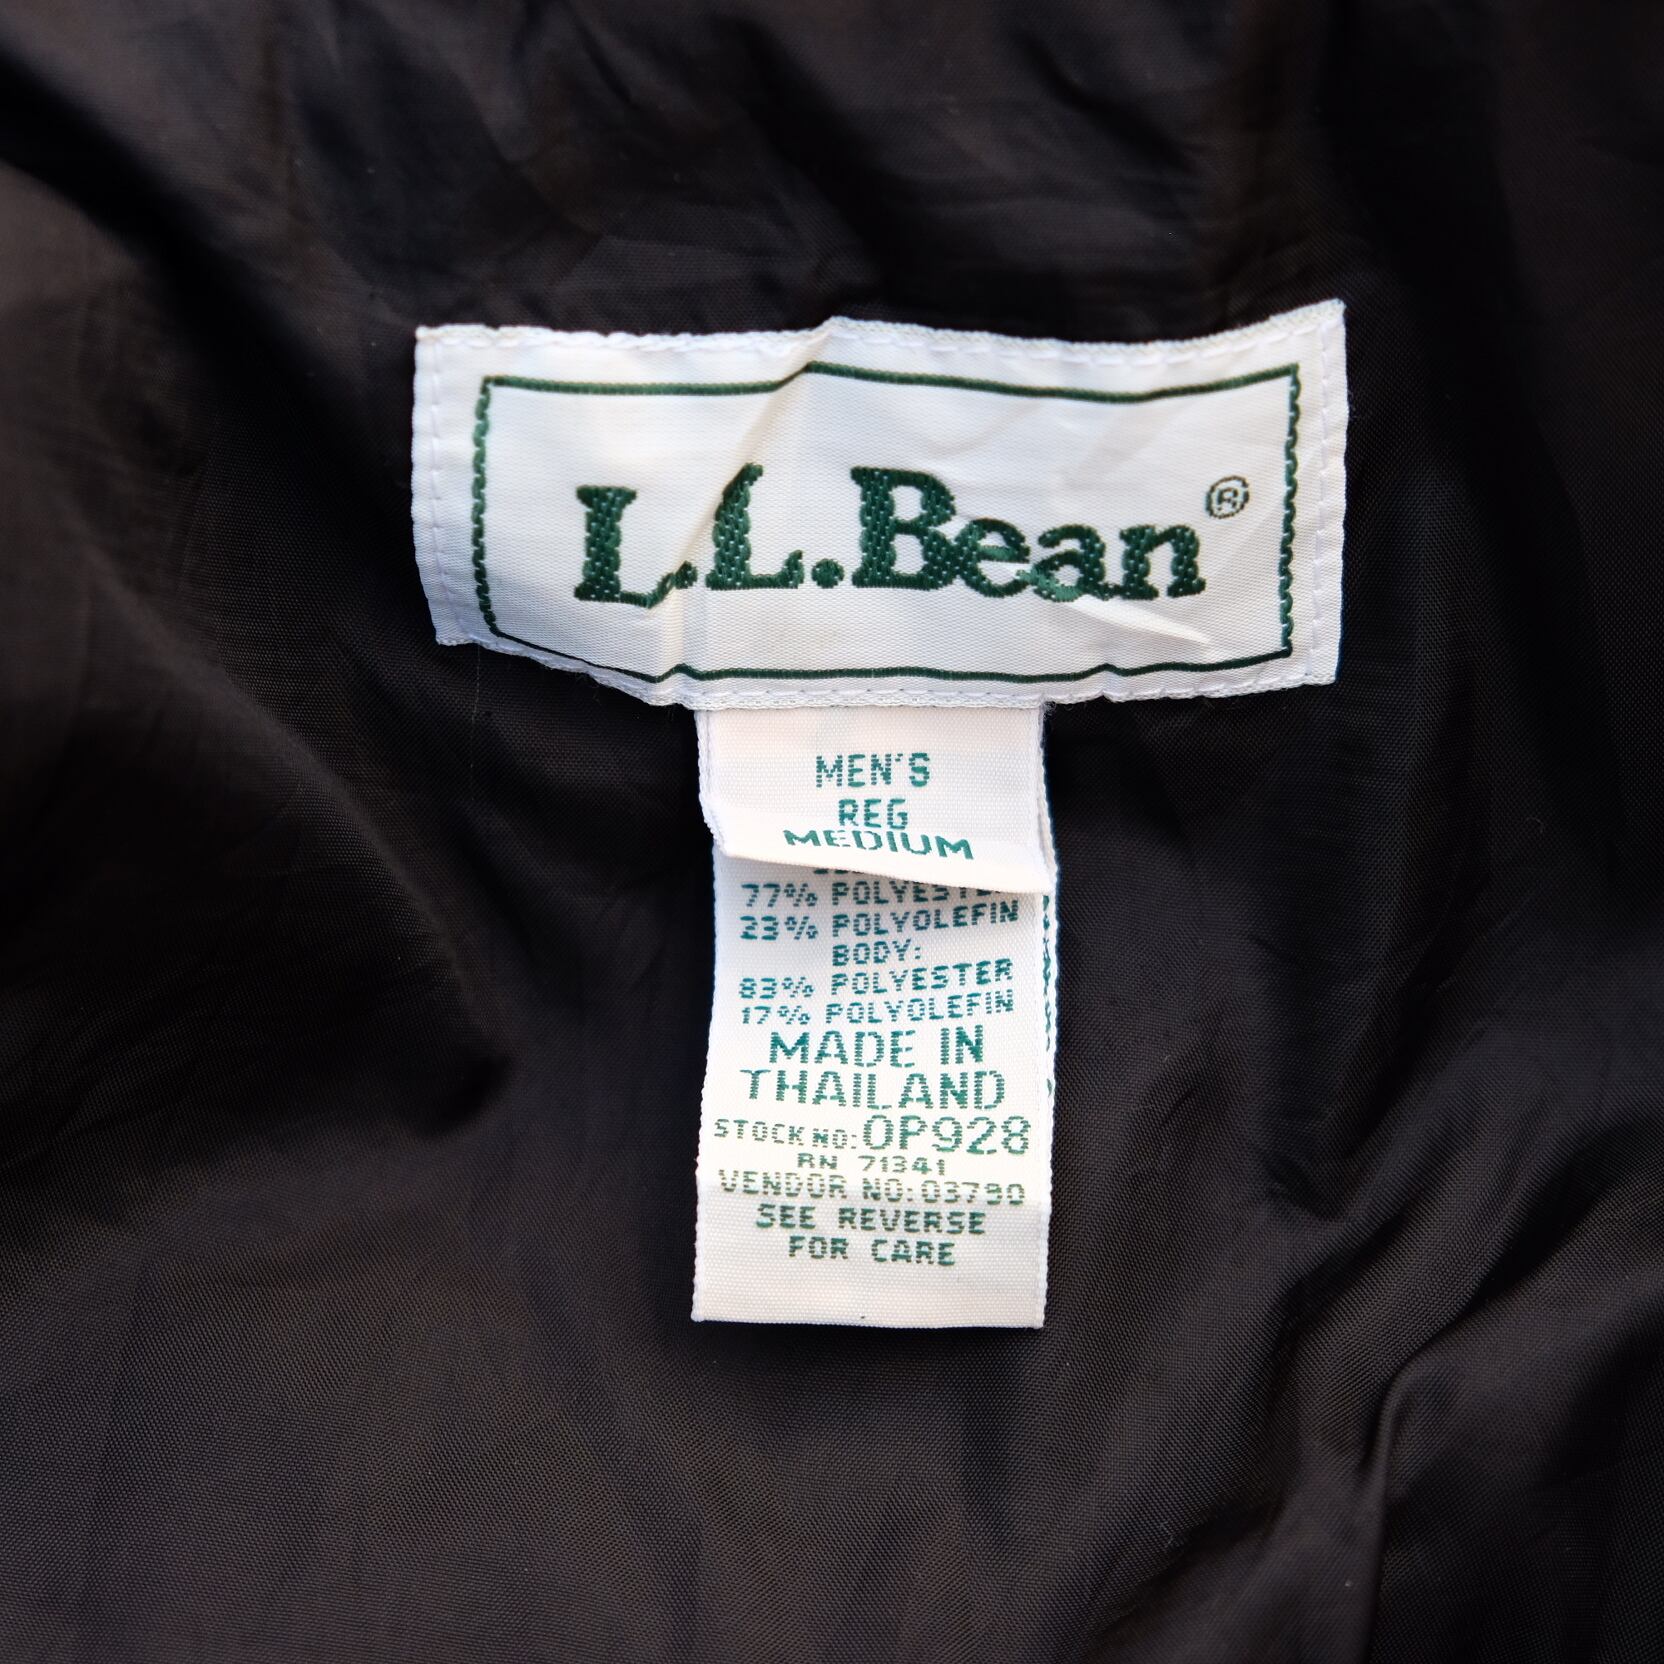 L.L.Bean®
MEN'S
REG
MEDIUM
77% POLYESTER
23% POLYOLEFIN
BODY:
83% POLYESTER
17% POLYOLEFIN
MADE IN
THAILAND
STOCK NO: 0P928
RN 71341
VENDOR NO: 03790
SEE REVERSE
FOR CARE